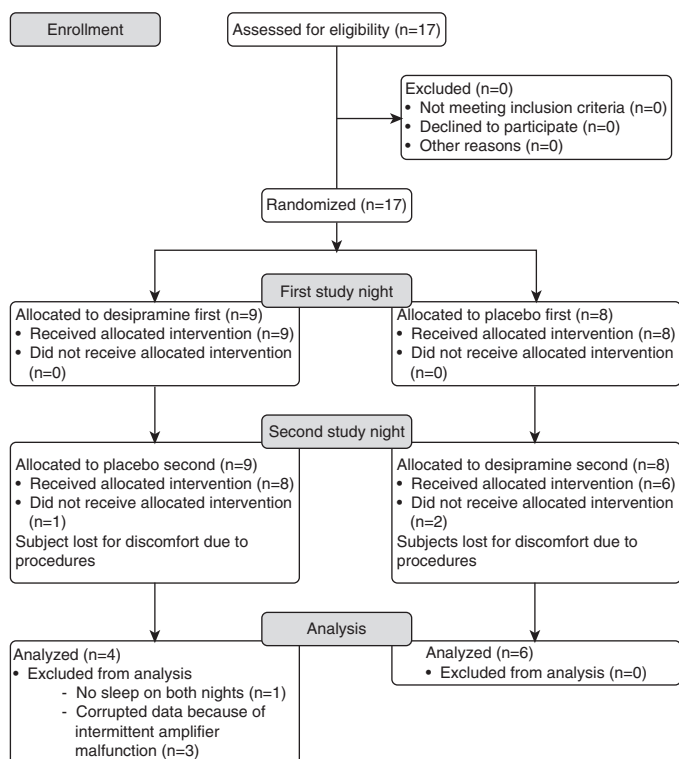 Enrollment
Assessed for eligibility (n=17)
Excluded (n=0)
• Not meeting inclusion criteria (n=0)
• Declined to participate (n=0)
• Other reasons (n=0)
Randomized (n=17)
First study night
Allocated to desipramine first (n=9)
• Received allocated intervention (n=9)
• Did not receive allocated intervention
(n=0)
Allocated to placebo first (n=8)
• Received allocated intervention (n=8)
• Did not receive allocated intervention
(n=0)
Second study night
Allocated to placebo second (n=9)
• Received allocated intervention (n=8)
• Did not receive allocated intervention
(n=1)
Subject lost for discomfort due to
procedures
Allocated to desipramine second (n=8)
• Received allocated intervention (n=6)
• Did not receive allocated intervention
(n=2)
Subjects lost for discomfort due to
procedures
Analysis
Analyzed (n=4)
• Excluded from analysis
- No sleep on both nights (n=1)
- Corrupted data because of
intermittent amplifier
malfunction (n=3)
Analyzed (n=6)
• Excluded from analysis (n=0)